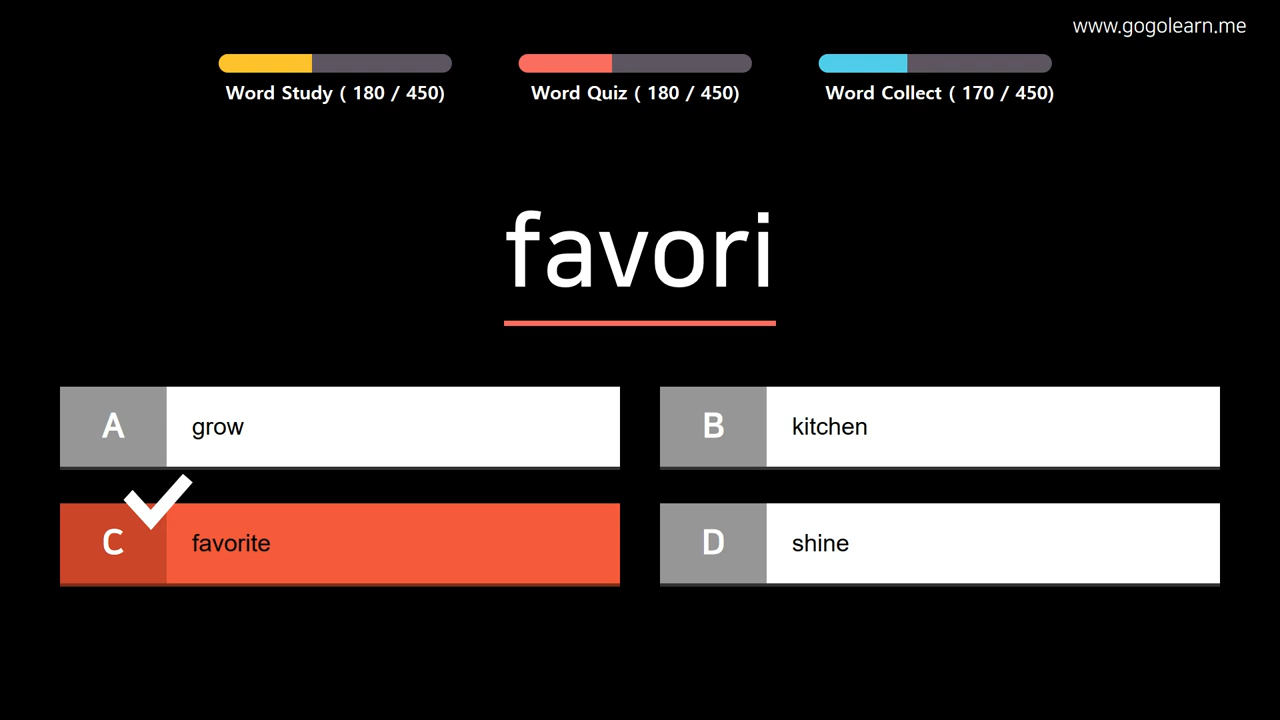 www.gogolearn.me
Word Study ( 180 / 450)
Word Quiz ( 180 / 450)
Word Collect ( 170 / 450)
favori
A
grow
B
kitchen
C
favorite
D
shine